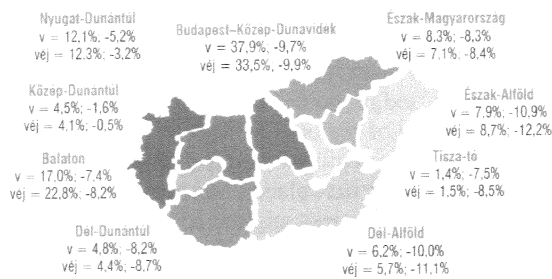 Nyugat-Dunántúl
v = 12,1%; -5,2%
véj = 12.3%; -3,2%
Budapest–Közép-Dunavidék
v = 37,9%; -9,7%
véj = 33,5%, -9,9%
Észak-Magyarország
v = 8,3%; -8,3%
véj = 7,1%, -8,4%
Közép-Dunántúl
v = 4,5%; -1,6%
véj = 4,1%, -0,5%
Észak-Alföld
v = 7,9%; -10,9%
véj = 8,7%, -12,2%
Balaton
v = 17,0%; -7,4%
véj = 22,8%, -8,2%
Tisza-tó
v = 1,4%; -7,5%
véj = 1,5%; -8,5%
Dél-Dunántúl
v = 4,8%; -8,2%
véj = 4,4%; -8,7%
Dél-Alföld
v = 6,2%; -10,0%
véj = 5,7%; -11,1%